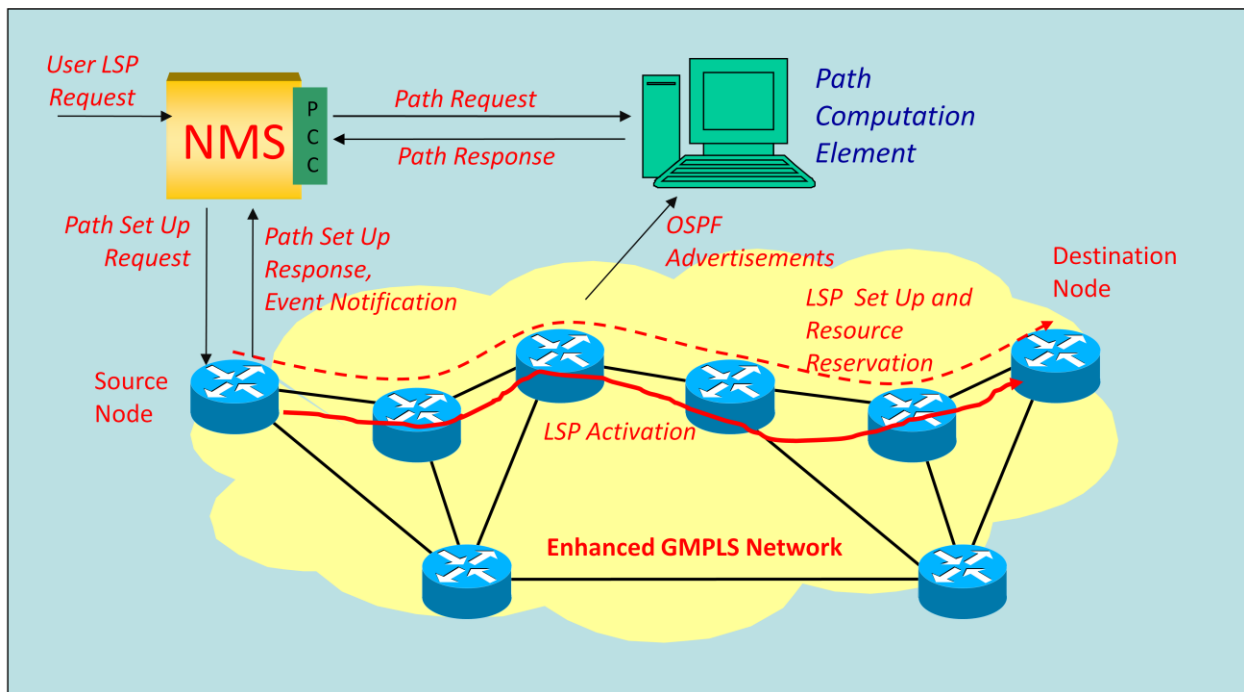 User LSP
Request
NMS
P
C
C
Path Request
Path Response
Path
Computation
Element
Path Set Up
Request
Path Set Up
Response,
Event Notification
OSPF
Advertisements
Destination
Node
LSP Set Up and
Resource
Reservation
Source
Node
LSP Activation
Enhanced GMPLS Network